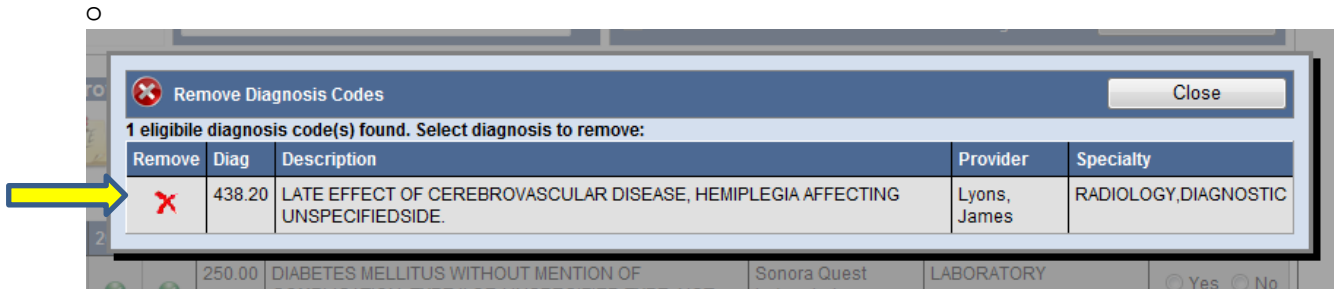 O
Remove Diagnosis Codes
Close
1 eligibile diagnosis code(s) found. Select diagnosis to remove:
Remove Diag Description Provider Specialty
438.20 LATE EFFECT OF CEREBROVASCULAR DISEASE, HEMIPLEGIA AFFECTING Lyons, RADIOLOGY,DIAGNOSTIC
UNSPECIFIEDSIDE. James
2
250.00 DIABETES MELLITUS WITHOUT MENTION OF Sonora Quest LABORATORY
Yes No